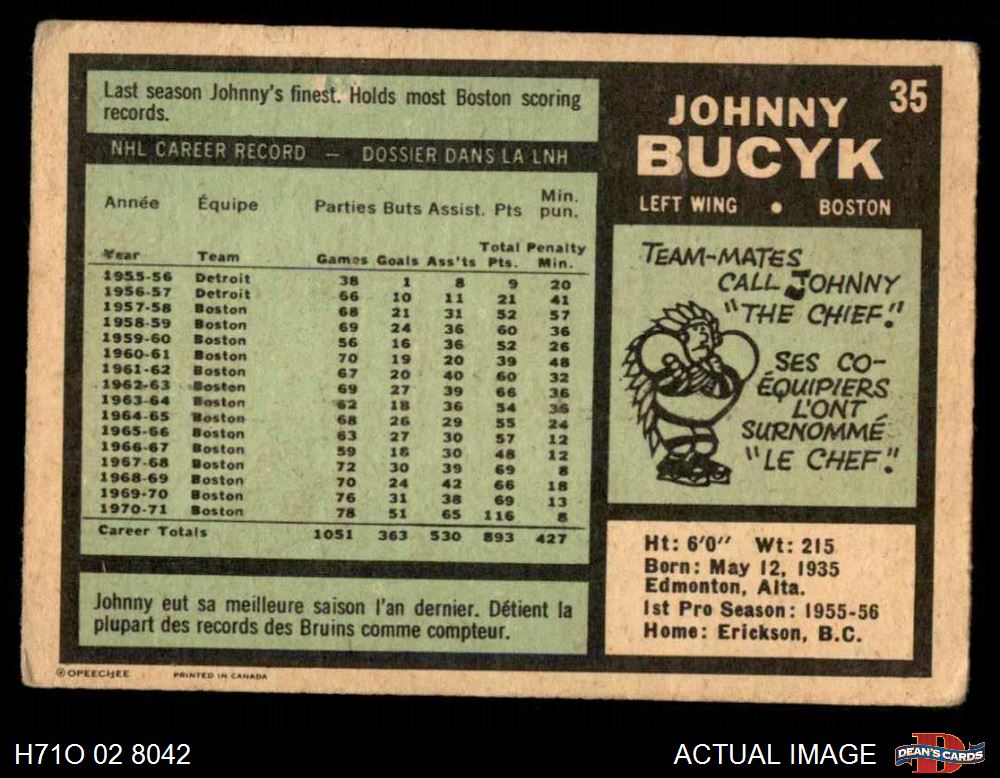 35
JOHNNY
BUCYK
LEFT WING • BOSTON
Last season Johnny's finest. Holds most Boston scoring
records.
NHL CAREER RECORD — DOSSIER DANS LA LNH
Année Équipe Parties Buts Assist. Pts Min. pun.
Year Team Games Goals Ass'ts Total Pts. Penalty Min.
1955-56 Detroit 38 1 8 9 20
1956-57 Detroit 66 10 11 21 41
1957-58 Boston 68 21 31 52 57
1958-59 Boston 69 24 36 60 36
1959-60 Boston 56 16 36 52 26
1960-61 Boston 70 19 20 39 48
1961-62 Boston 67 20 40 60 32
1962-63 Boston 69 27 39 66 36
1963-64 Boston 62 18 36 54 36
1964-65 Boston 68 26 29 55 24
1965-66 Boston 63 27 30 57 12
1966-67 Boston 59 18 30 48 12
1967-68 Boston 72 30 39 69 8
1968-69 Boston 70 24 42 66 18
1969-70 Boston 76 31 38 69 13
1970-71 Boston 78 51 65 116 8
Career Totals 1051 363 530 893 427
Johnny eut sa meilleure saison l'an dernier. Détient la
plupart des records des Bruins comme compteur.
TEAM-MATES
CALL JOHNNY
"THE CHIEF."
SES CO-
ÉQUIPIERS
L'ONT
SURNOMMÉ
"LE CHEF."
Ht: 6'0" Wt: 215
Born: May 12, 1935
Edmonton, Alta.
1st Pro Season: 1955-56
Home: Erickson, B.C.
© OPEECHEE PRINTED IN CANADA
H71O 02 8042
ACTUAL IMAGE
DEAN'S CARDS